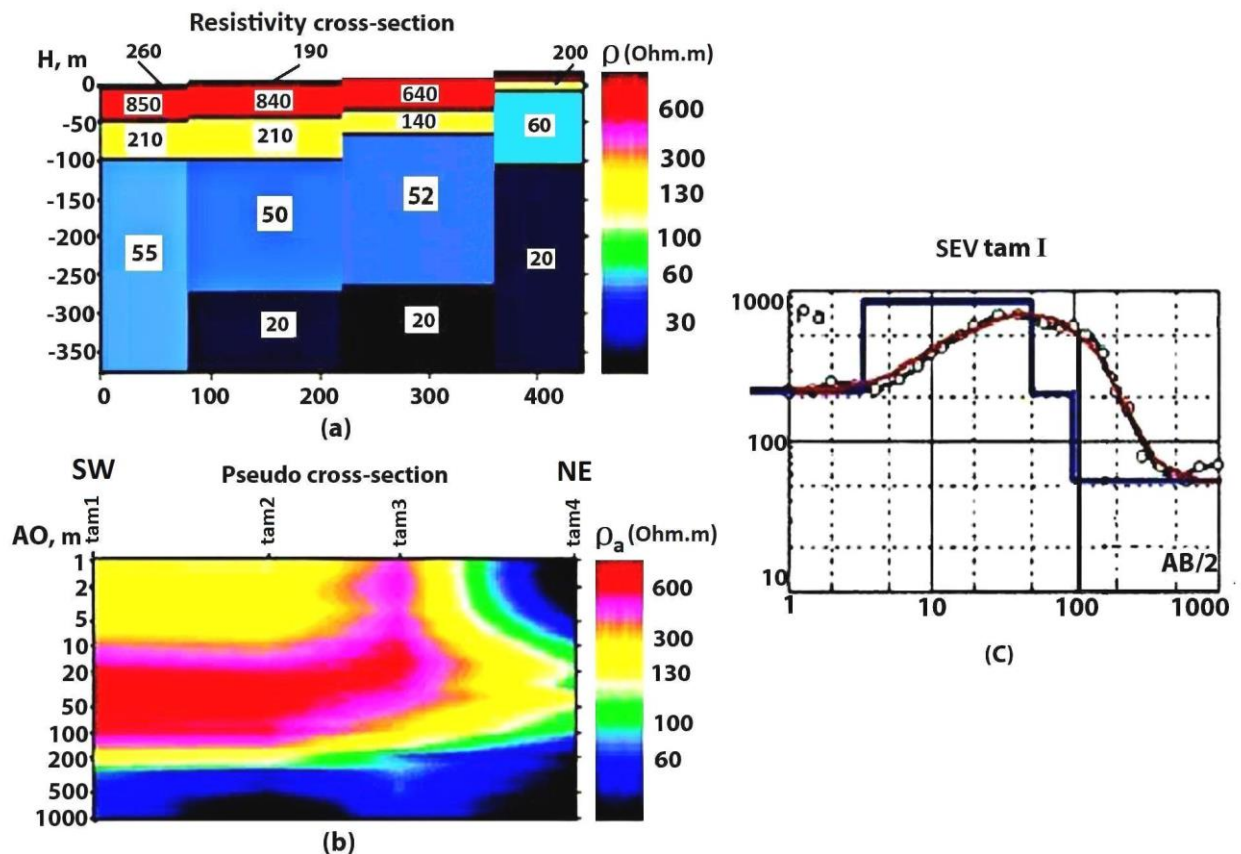 Resistivity cross-section
260 190 200
H, m ρ (Ohm.m)
0
850 840 640 600
-50
210 210 140 60 300
-100
130
-150
50 52 100
-200
55 20 60
-250
20 20 30
-300
-350
0 100 200 300 400
(a)
SW Pseudo cross-section NE
tam1 tam2 tam3 tam4
AO, m ρa (Ohm.m)
1 600
2
5 300
10
20 130
50
100 100
200 60
500
1000
(b)
SEV tam I
1000 ρa
100
10 AB/2
1 10 100 1000
(C)